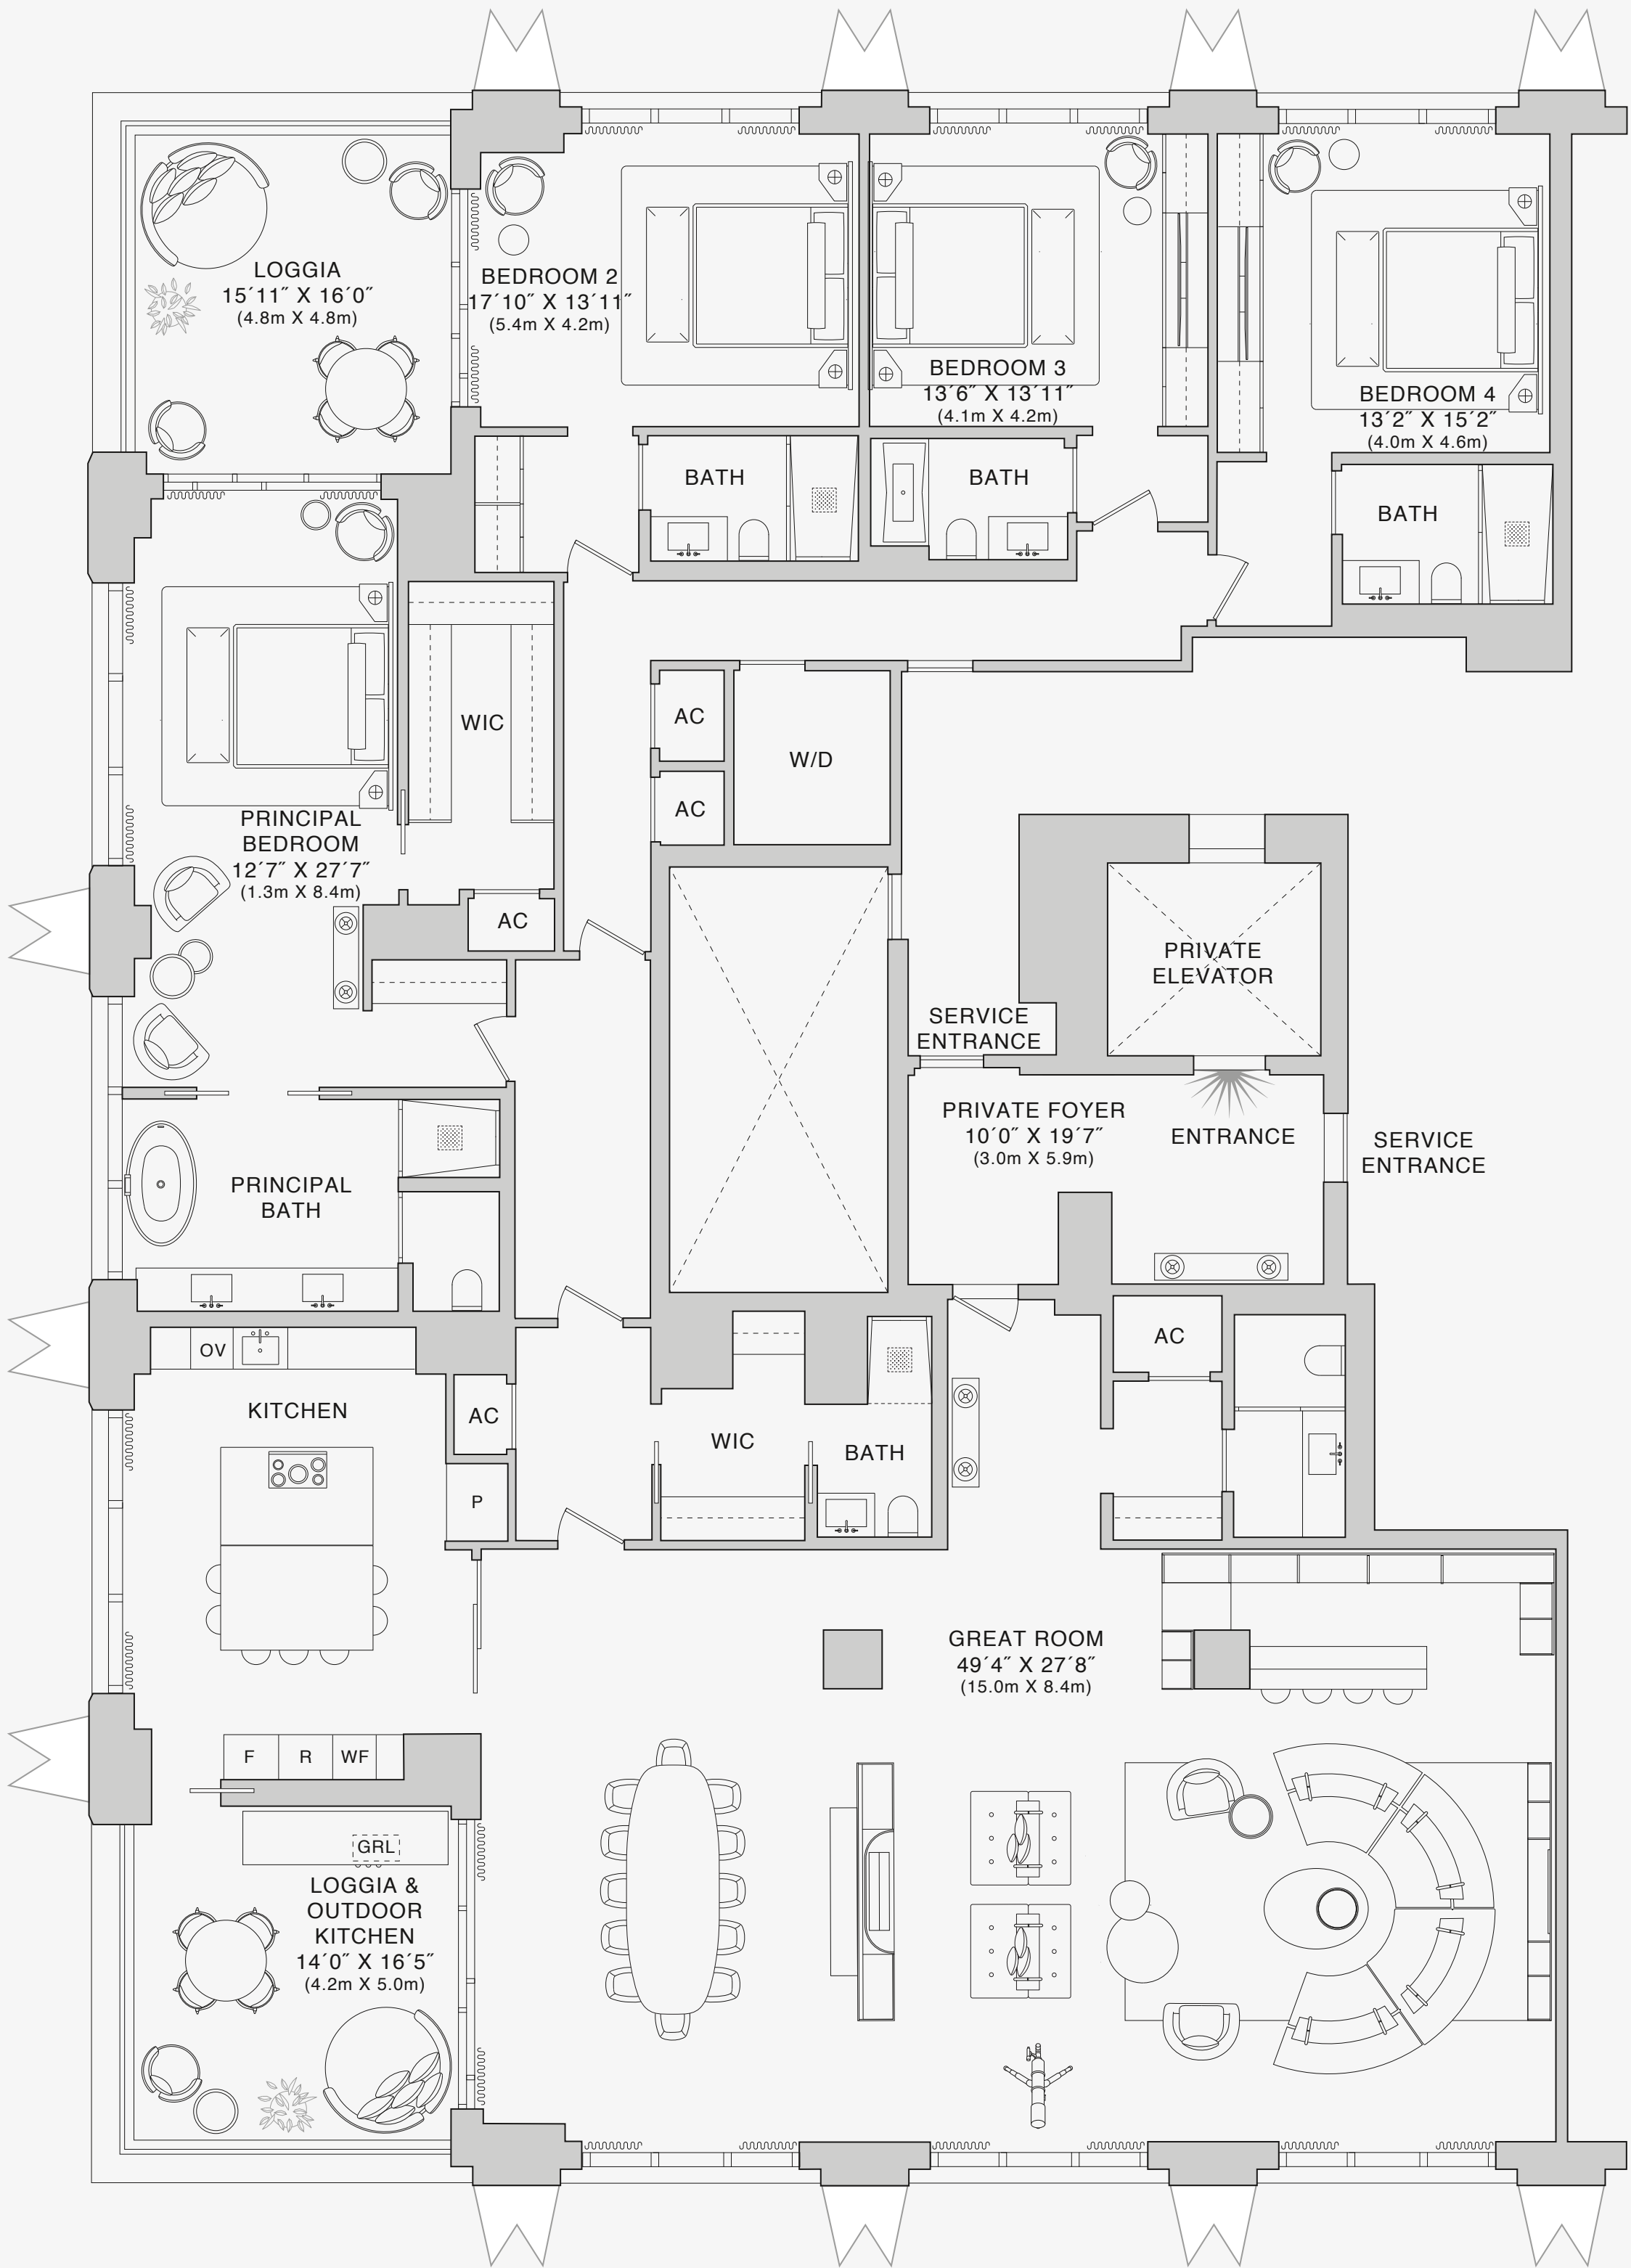 LOGGIA
15´11˝ X 16´0˝
(4.8m X 4.8m)
BEDROOM 2
17´10˝ X 13´11˝
(5.4m X 4.2m)
BEDROOM 3
13´6˝ X 13´11˝
(4.1m X 4.2m)
BEDROOM 4
13´2˝ X 15´2˝
(4.0m X 4.6m)
BATH
BATH
BATH
WIC
AC
AC
W/D
PRINCIPAL
BEDROOM
12´7˝ X 27´7˝
(1.3m X 8.4m)
AC
PRIVATE
ELEVATOR
SERVICE
ENTRANCE
PRIVATE FOYER
10´0˝ X 19´7˝
(3.0m X 5.9m)
ENTRANCE
SERVICE
ENTRANCE
PRINCIPAL
BATH
OV
KITCHEN
AC
P
WIC
BATH
AC
GREAT ROOM
49´4˝ X 27´8˝
(15.0m X 8.4m)
F
R
WF
GRL
LOGGIA &
OUTDOOR
KITCHEN
14´0˝ X 16´5˝
(4.2m X 5.0m)